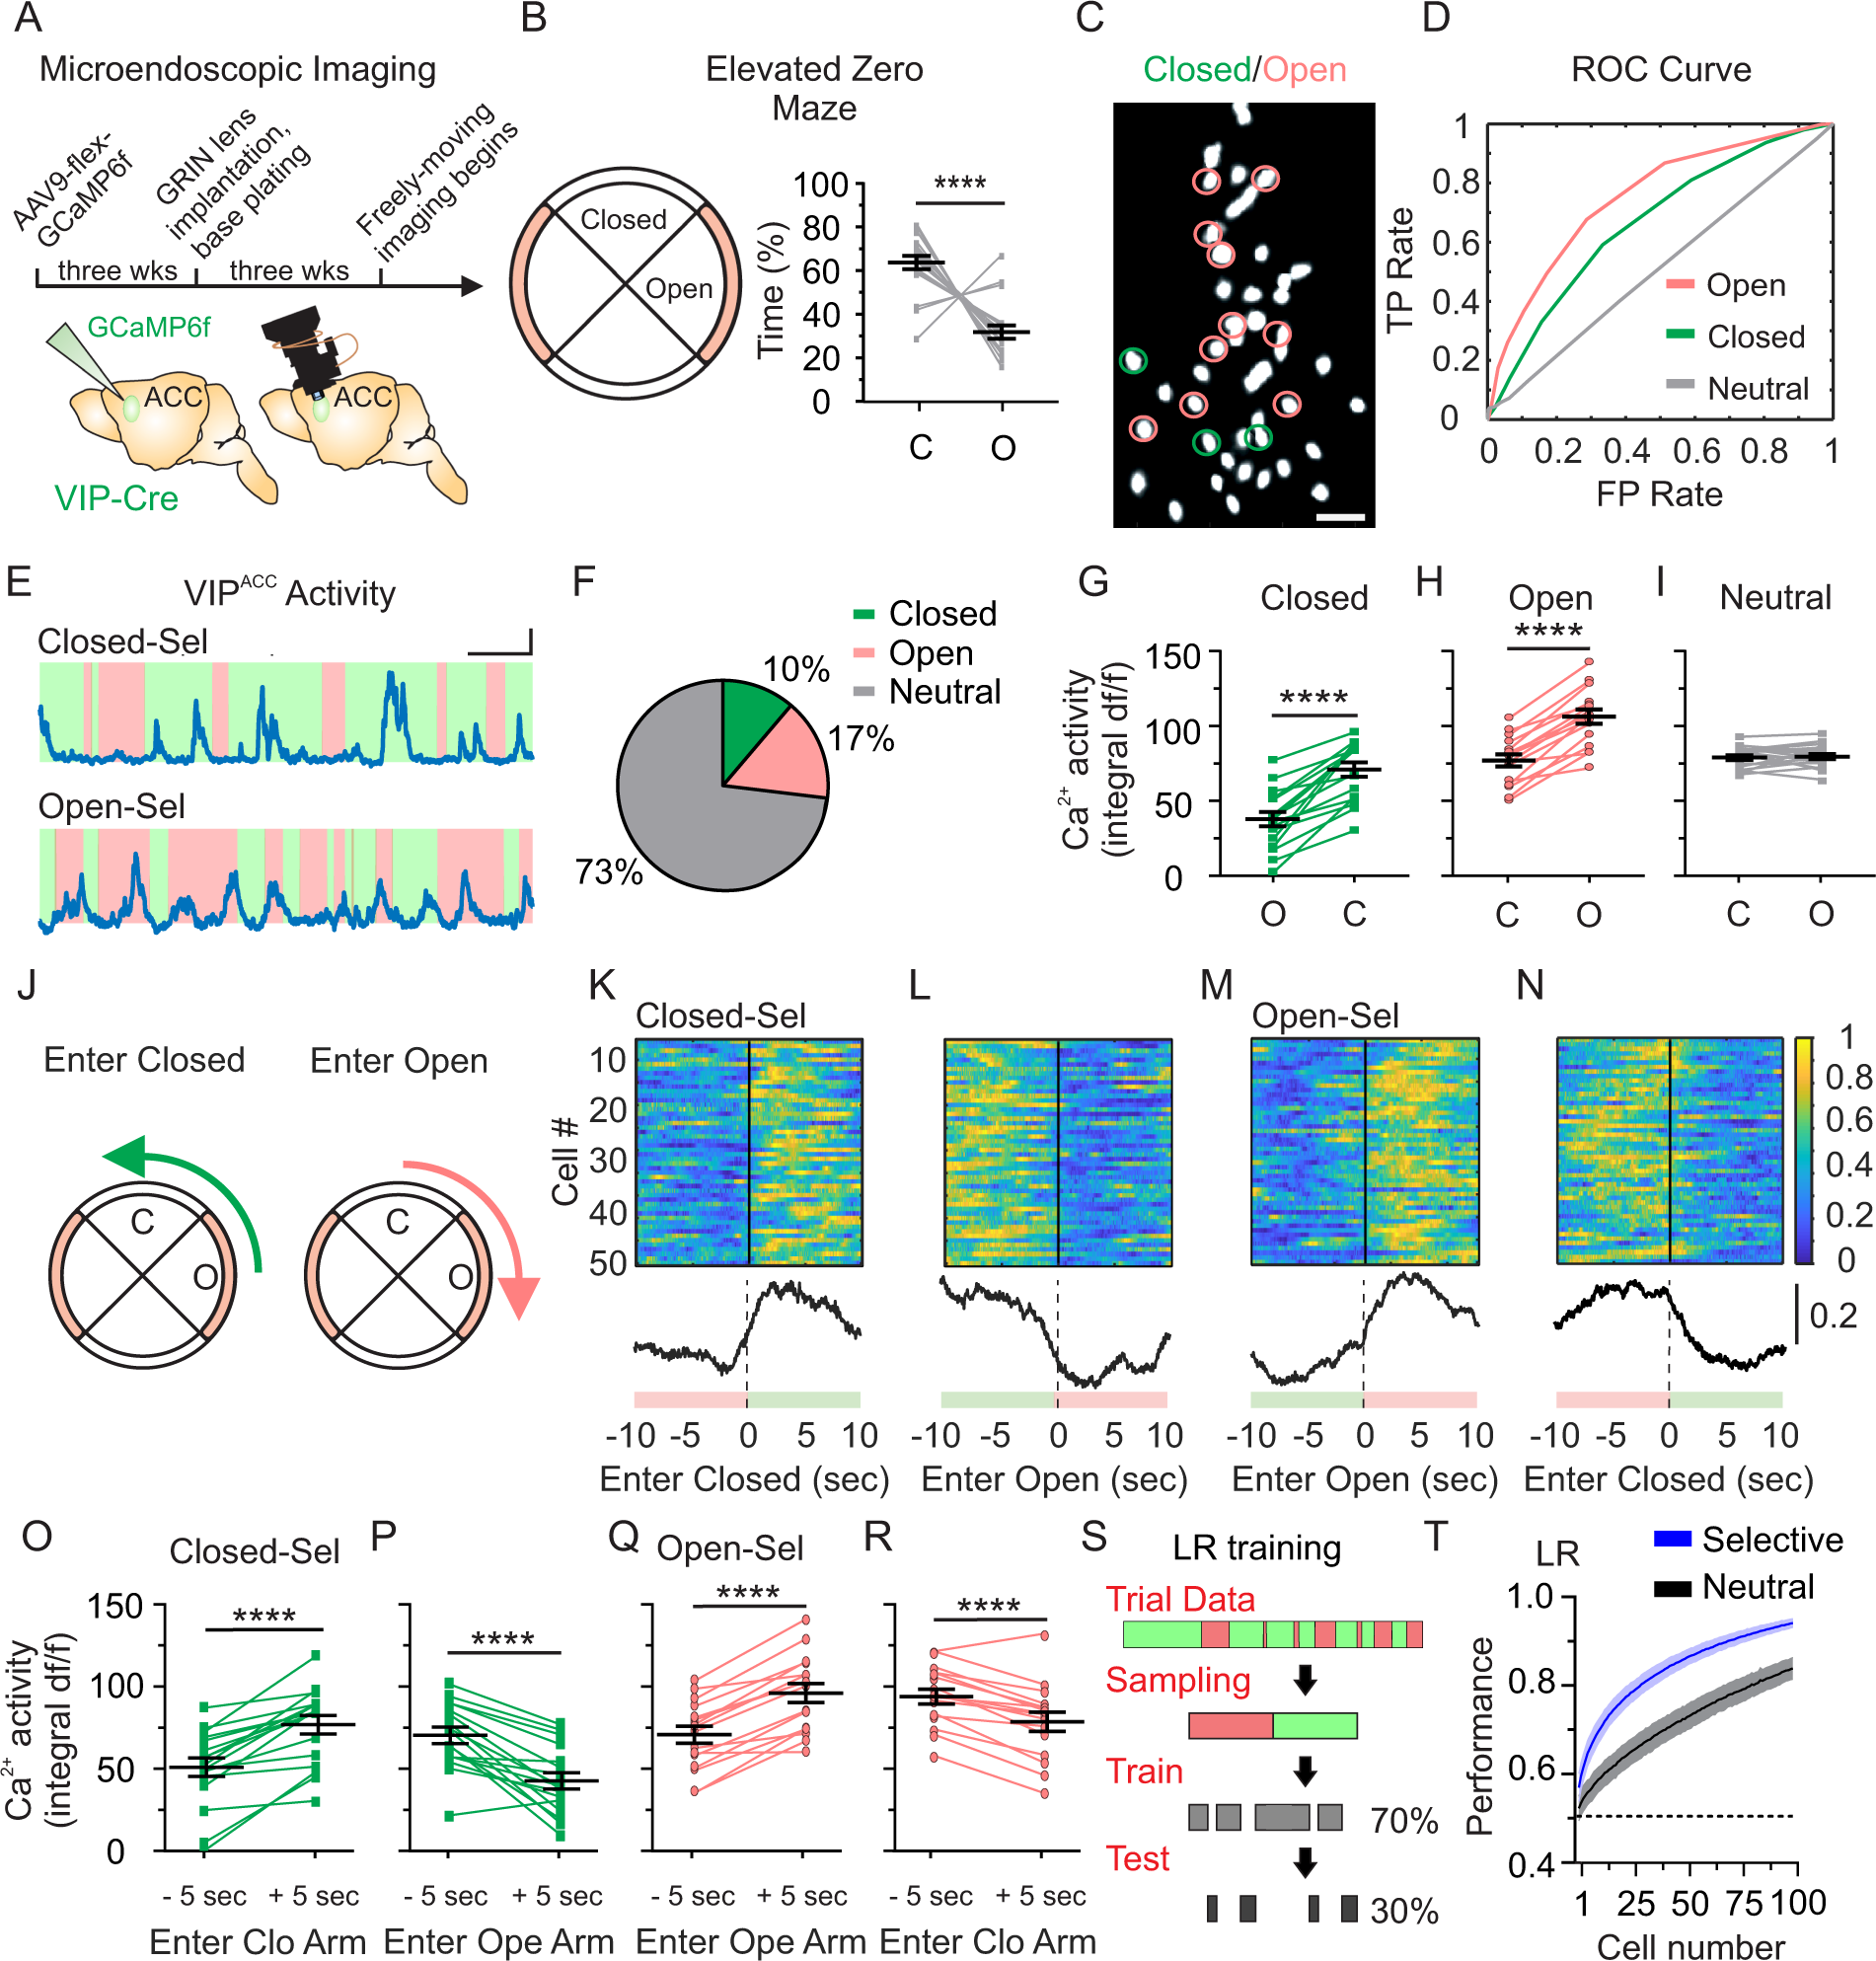 A
Microendoscopic Imaging
AAV9-flex-
GCaMP6f
GRIN lens
implantation,
base plating
Freely-moving
imaging begins
three wks
three wks
GCaMP6f
ACC
ACC
VIP-Cre
B
Elevated Zero
Maze
Closed
Open
Time (%)
100
80
60
40
20
0
****
C
O
C
Closed/Open
D
ROC Curve
TP Rate
1
0.8
0.6
0.4
0.2
0
Open
Closed
Neutral
0 0.2 0.4 0.6 0.8 1
FP Rate
E
VIPACC Activity
Closed-Sel
Open-Sel
F
Closed
Open
Neutral
10%
17%
73%
G
Closed
Ca2+ activity
(integral df/f)
150
100
50
0
****
O C
H
Open
****
C O
I
Neutral
C O
J
Enter Closed
Enter Open
C
O
C
O
K
Closed-Sel
Cell #
10
20
30
40
50
-10 -5 0 5 10
Enter Closed (sec)
L
-10 -5 0 5 10
Enter Open (sec)
M
Open-Sel
-10 -5 0 5 10
Enter Open (sec)
N
1
0.8
0.6
0.4
0.2
0
0.2
-10 -5 0 5 10
Enter Closed (sec)
O
Closed-Sel
Ca2+ activity
(integral df/f)
150
100
50
0
****
- 5 sec + 5 sec
Enter Clo Arm
P
****
- 5 sec + 5 sec
Enter Ope Arm
Q
Open-Sel
****
- 5 sec + 5 sec
Enter Ope Arm
R
****
- 5 sec + 5 sec
Enter Clo Arm
S
LR training
Trial Data
Sampling
Train
70%
Test
30%
T
LR
Selective
Neutral
Performance
1.0
0.8
0.6
0.4
1 25 50 75 100
Cell number